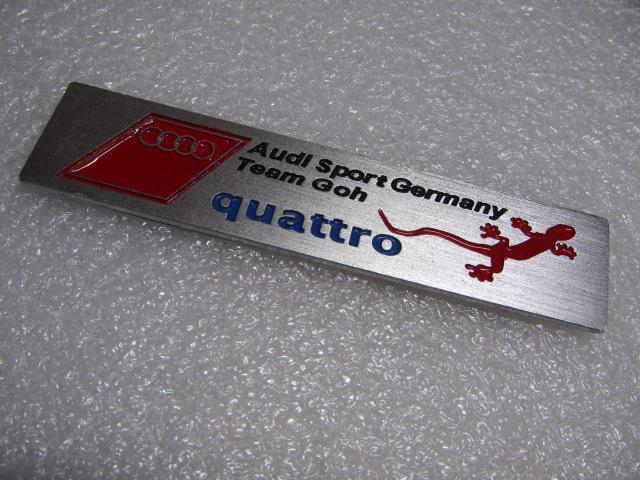 Audi Sport Germany
Team Goh
quattro